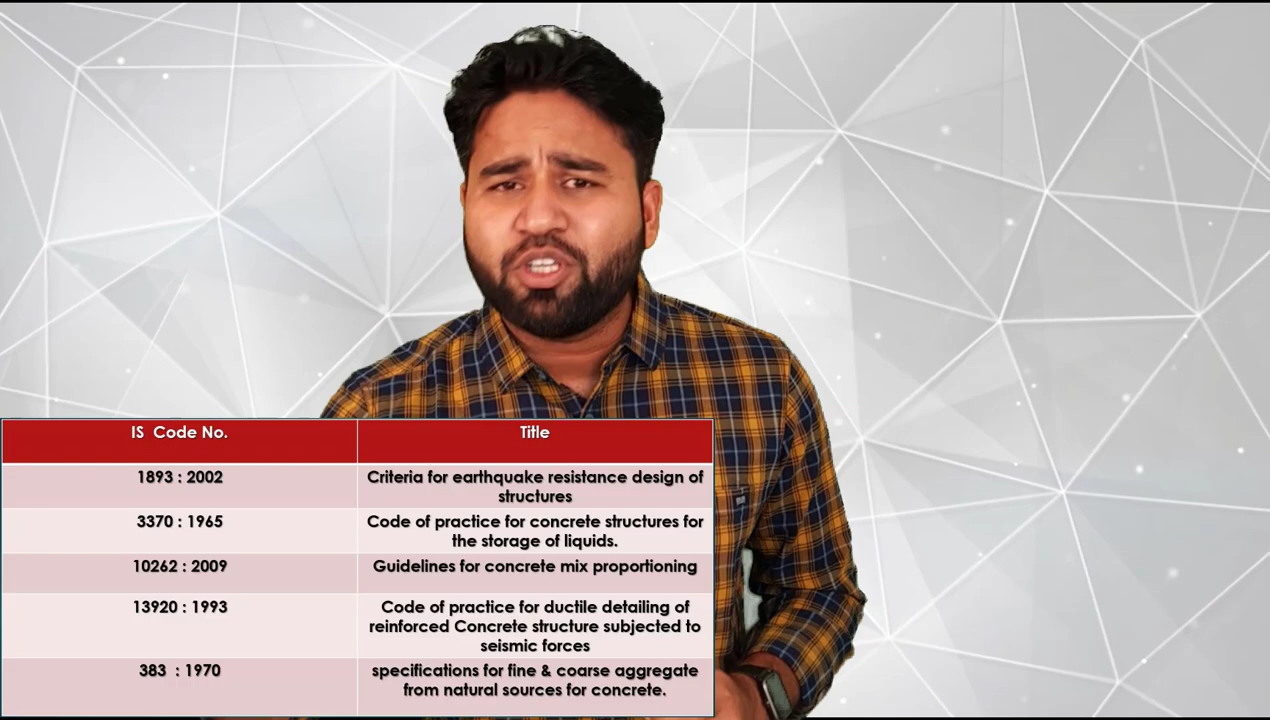 IS  Code No. Title
1893 : 2002 Criteria for earthquake resistance design of
structures
3370 : 1965 Code of practice for concrete structures for
the storage of liquids.
10262 : 2009 Guidelines for concrete mix proportioning
13920 : 1993 Code of practice for ductile detailing of
reinforced Concrete structure subjected to
seismic forces
383  : 1970 specifications for fine & coarse aggregate
from natural sources for concrete.